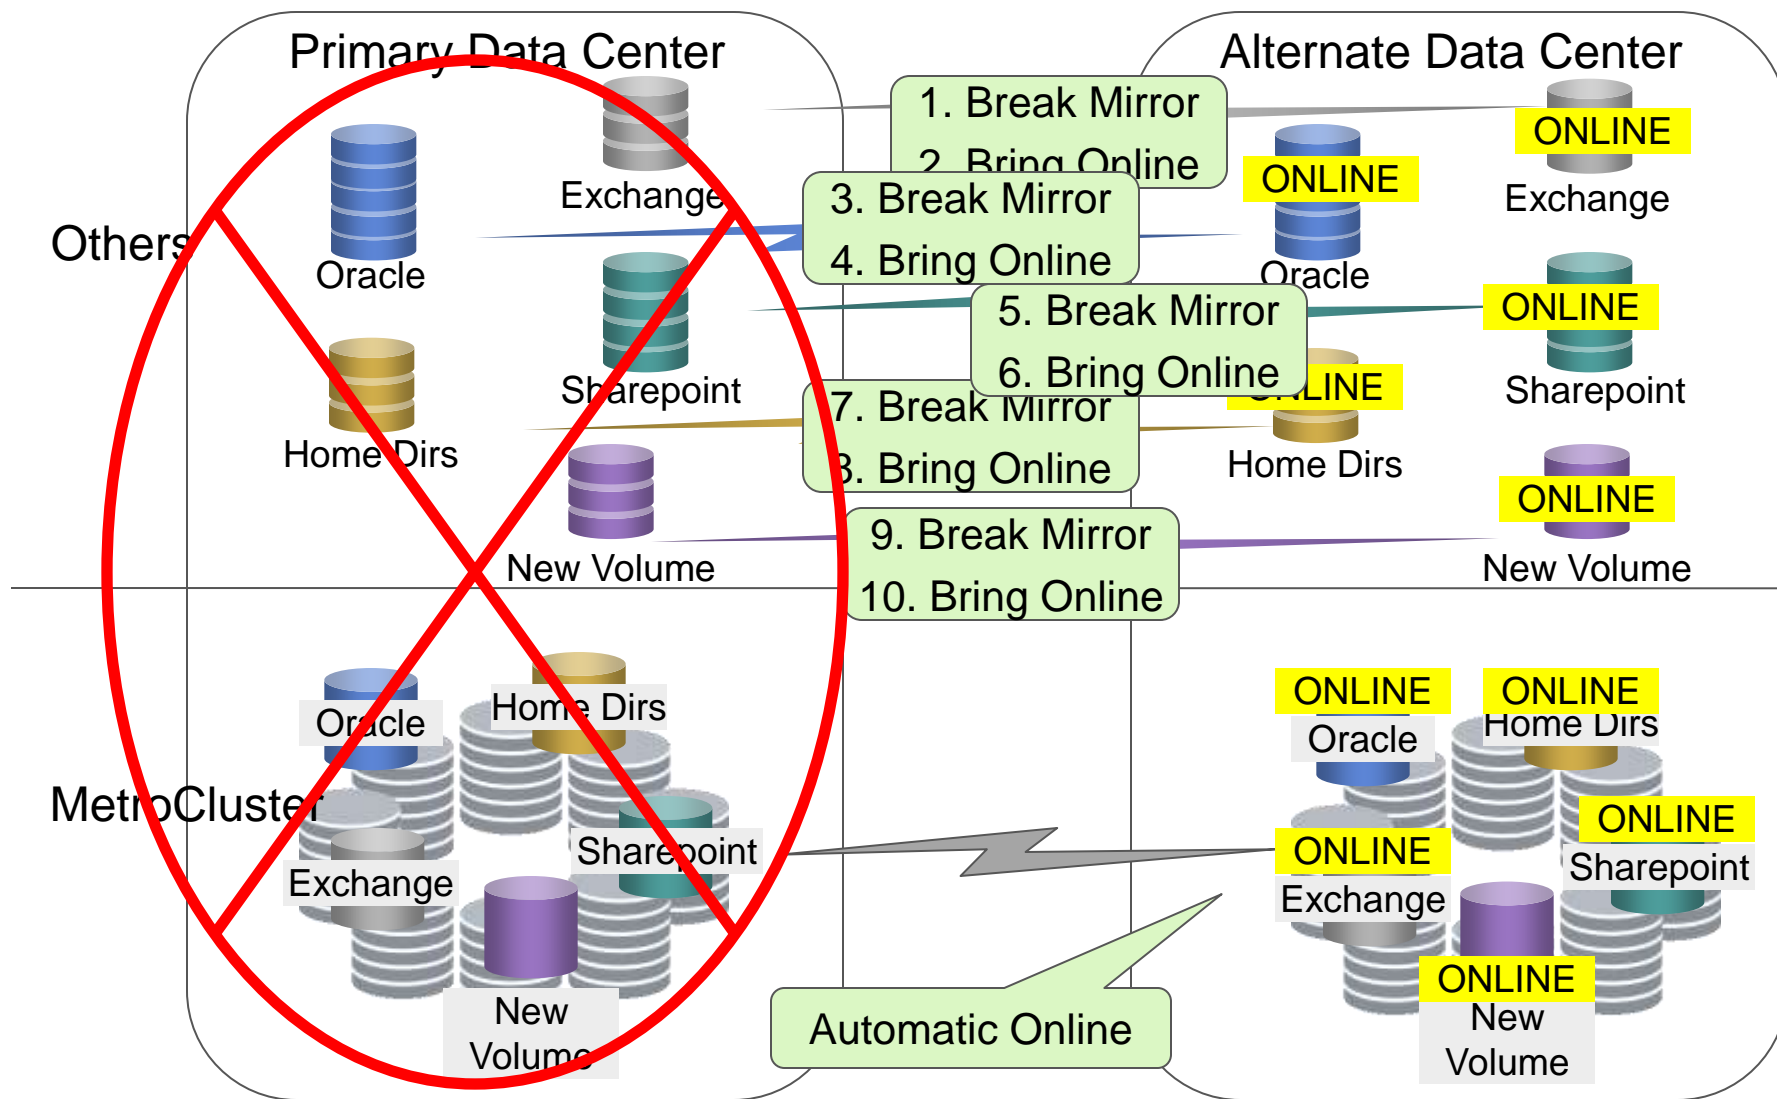 Primary Data Center
Alternate Data Center
Others
Exchange
Oracle
Sharepoint
Home Dirs
New Volume
1. Break Mirror
2. Bring Online
3. Break Mirror
4. Bring Online
5. Break Mirror
6. Bring Online
7. Break Mirror
8. Bring Online
9. Break Mirror
10. Bring Online
ONLINE
Exchange
ONLINE
Oracle
ONLINE
Sharepoint
ONLINE
Home Dirs
ONLINE
New Volume
MetroCluster
Oracle
Home Dirs
Sharepoint
Exchange
New
Volume
Automatic Online
ONLINE
Oracle
ONLINE
Home Dirs
ONLINE
Sharepoint
ONLINE
Exchange
ONLINE
New
Volume